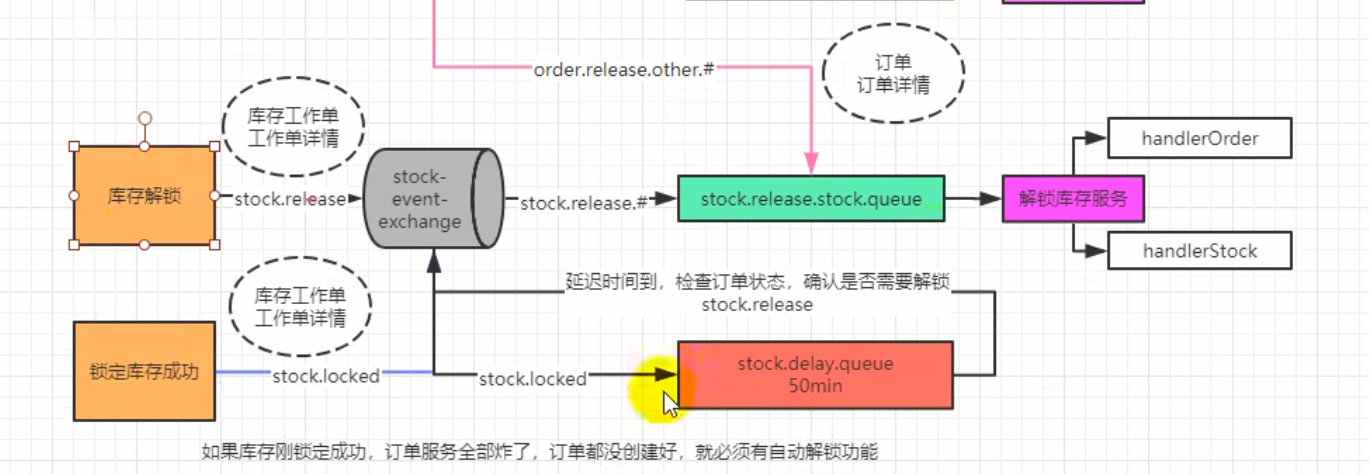 order.release.other.#
订单
订单详情
库存工作单
工作单详情
handlerOrder
库存解锁
stock.release
stock-
event-
exchange
stock.release.#
stock.release.stock.queue
解锁库存服务
handlerStock
延迟时间到，检查订单状态，确认是否需要解锁
stock.release
库存工作单
工作单详情
锁定库存成功
stock.locked
stock.locked
stock.delay.queue
50min
如果库存刚锁定成功，订单服务全部炸了，订单都没创建好，就必须有自动解锁功能